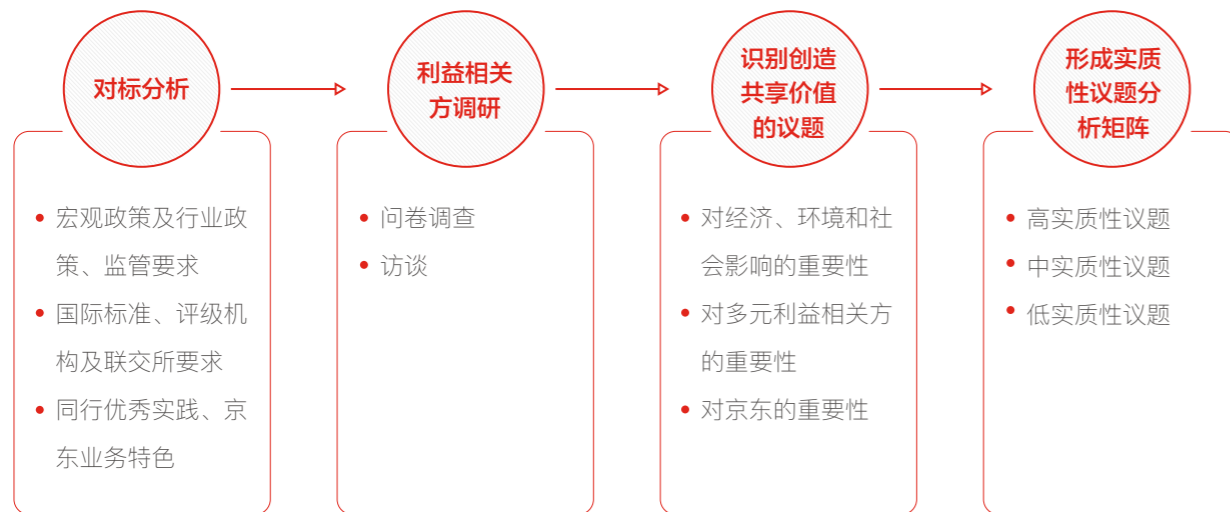 对标分析
宏观政策及行业政
策、监管要求
国际标准、评级机
构及联交所要求
同行优秀实践、京
东业务特色
利益相关
方调研
问卷调查
访谈
识别创造
共享价值
的议题
对经济、环境和社
会影响的重要性
对多元利益相关方
的重要性
对京东的重要性
形成实质
性议题分
析矩阵
高实质性议题
中实质性议题
低实质性议题